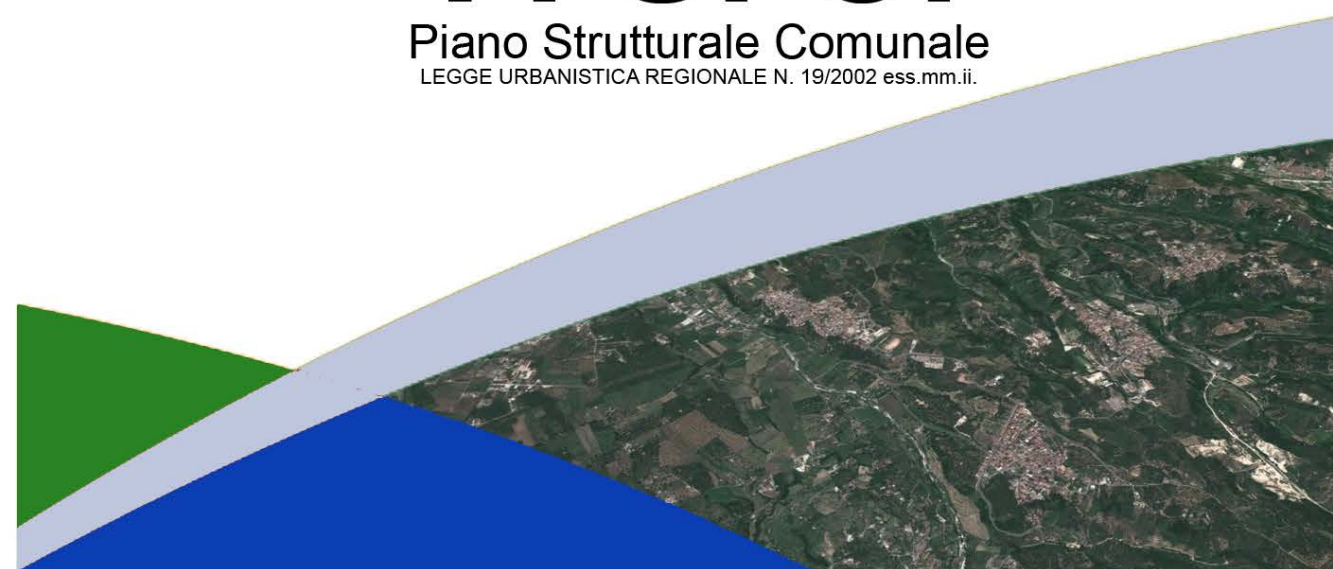 Piano Strutturale Comunale
LEGGE URBANISTICA REGIONALE N. 19/2002 ess.mm.ii.